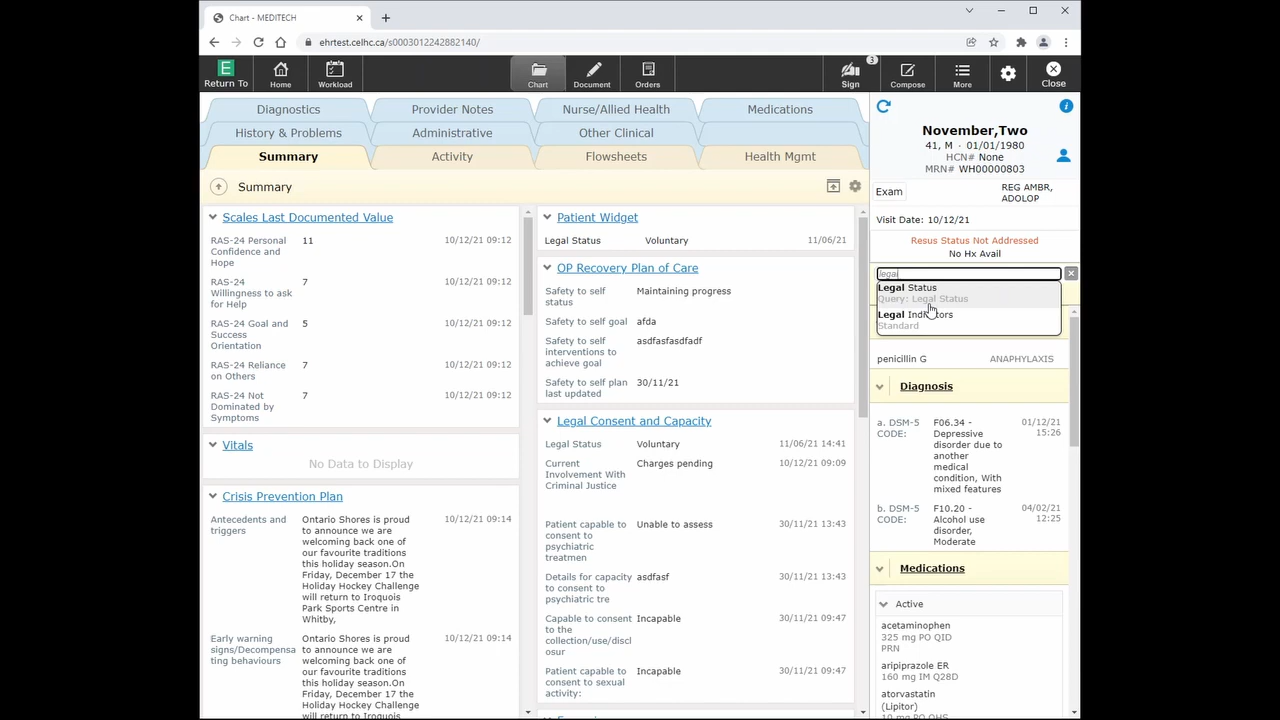 Chart - MEDITECH
ehrtest.celhc.ca/s0003012242882140/
Return To
Home
Workload
Chart
Document
Orders
3
Sign
Compose
More
Close
Diagnostics
Provider Notes
Nurse/Allied Health
Medications
History & Problems
Administrative
Other Clinical
Summary
Activity
Flowsheets
Health Mgmt
Summary
Scales Last Documented Value
RAS-24 Personal 11 10/12/21 09:12
Confidence and
Hope
RAS-24 7 10/12/21 09:12
Willingness to ask
for Help
RAS-24 Goal and 5 10/12/21 09:12
Success
Orientation
RAS-24 Reliance 7 10/12/21 09:12
on Others
RAS-24 Not 7 10/12/21 09:12
Dominated by
Symptoms
Vitals
No Data to Display
Crisis Prevention Plan
Antecedents and Ontario Shores is proud 10/12/21 09:14
triggers to announce we are
welcoming back one of
our favourite traditions
this holiday season.On
Friday, December 17 the
Holiday Hockey Challenge
will return to Iroquois
Park Sports Centre in
Whitby,
Early warning Ontario Shores is proud 10/12/21 09:14
signs/Decompensa to announce we are
ting behaviours welcoming back one of
our favourite traditions
this holiday season.On
Friday, December 17 the
Holiday Hockey Challenge
Patient Widget
Legal Status Voluntary 11/06/21
OP Recovery Plan of Care
Safety to self Maintaining progress
status
Safety to self goal afda
Safety to self asdfasfasdfadf
interventions to
achieve goal
Safety to self plan 30/11/21
last updated
Legal Consent and Capacity
Legal Status Voluntary 11/06/21 14:41
Current Charges pending 10/12/21 09:09
Involvement With
Criminal Justice
Patient capable to Unable to assess 30/11/21 13:43
consent to
psychiatric
treatmen
Details for capacity asdfasf 30/11/21 13:43
to consent to
psychiatric tre
Capable to consent Incapable 30/11/21 09:47
to the
collection/use/discl
osur
Patient capable to Incapable 30/11/21 09:47
consent to sexual
activity:
November,Two
41, M · 01/01/1980
HCN# None
MRN# WH00000803
Exam
REG AMBR,
ADOLOP
Visit Date: 10/12/21
Resus Status Not Addressed
No Hx Avail
legal
Legal Status
Query: Legal Status
Legal Indicators
Standard
penicillin G ANAPHYLAXIS
Diagnosis
a. DSM-5 F06.34 - 01/12/21
CODE: Depressive 15:26
disorder due to
another
medical
condition, With
mixed features
b. DSM-5 F10.20 - 04/02/21
CODE: Alcohol use 12:25
disorder,
Moderate
Medications
Active
acetaminophen
325 mg PO QID
PRN
aripiprazole ER
160 mg IM Q28D
atorvastatin
(Lipitor)
10 mg PO QHS